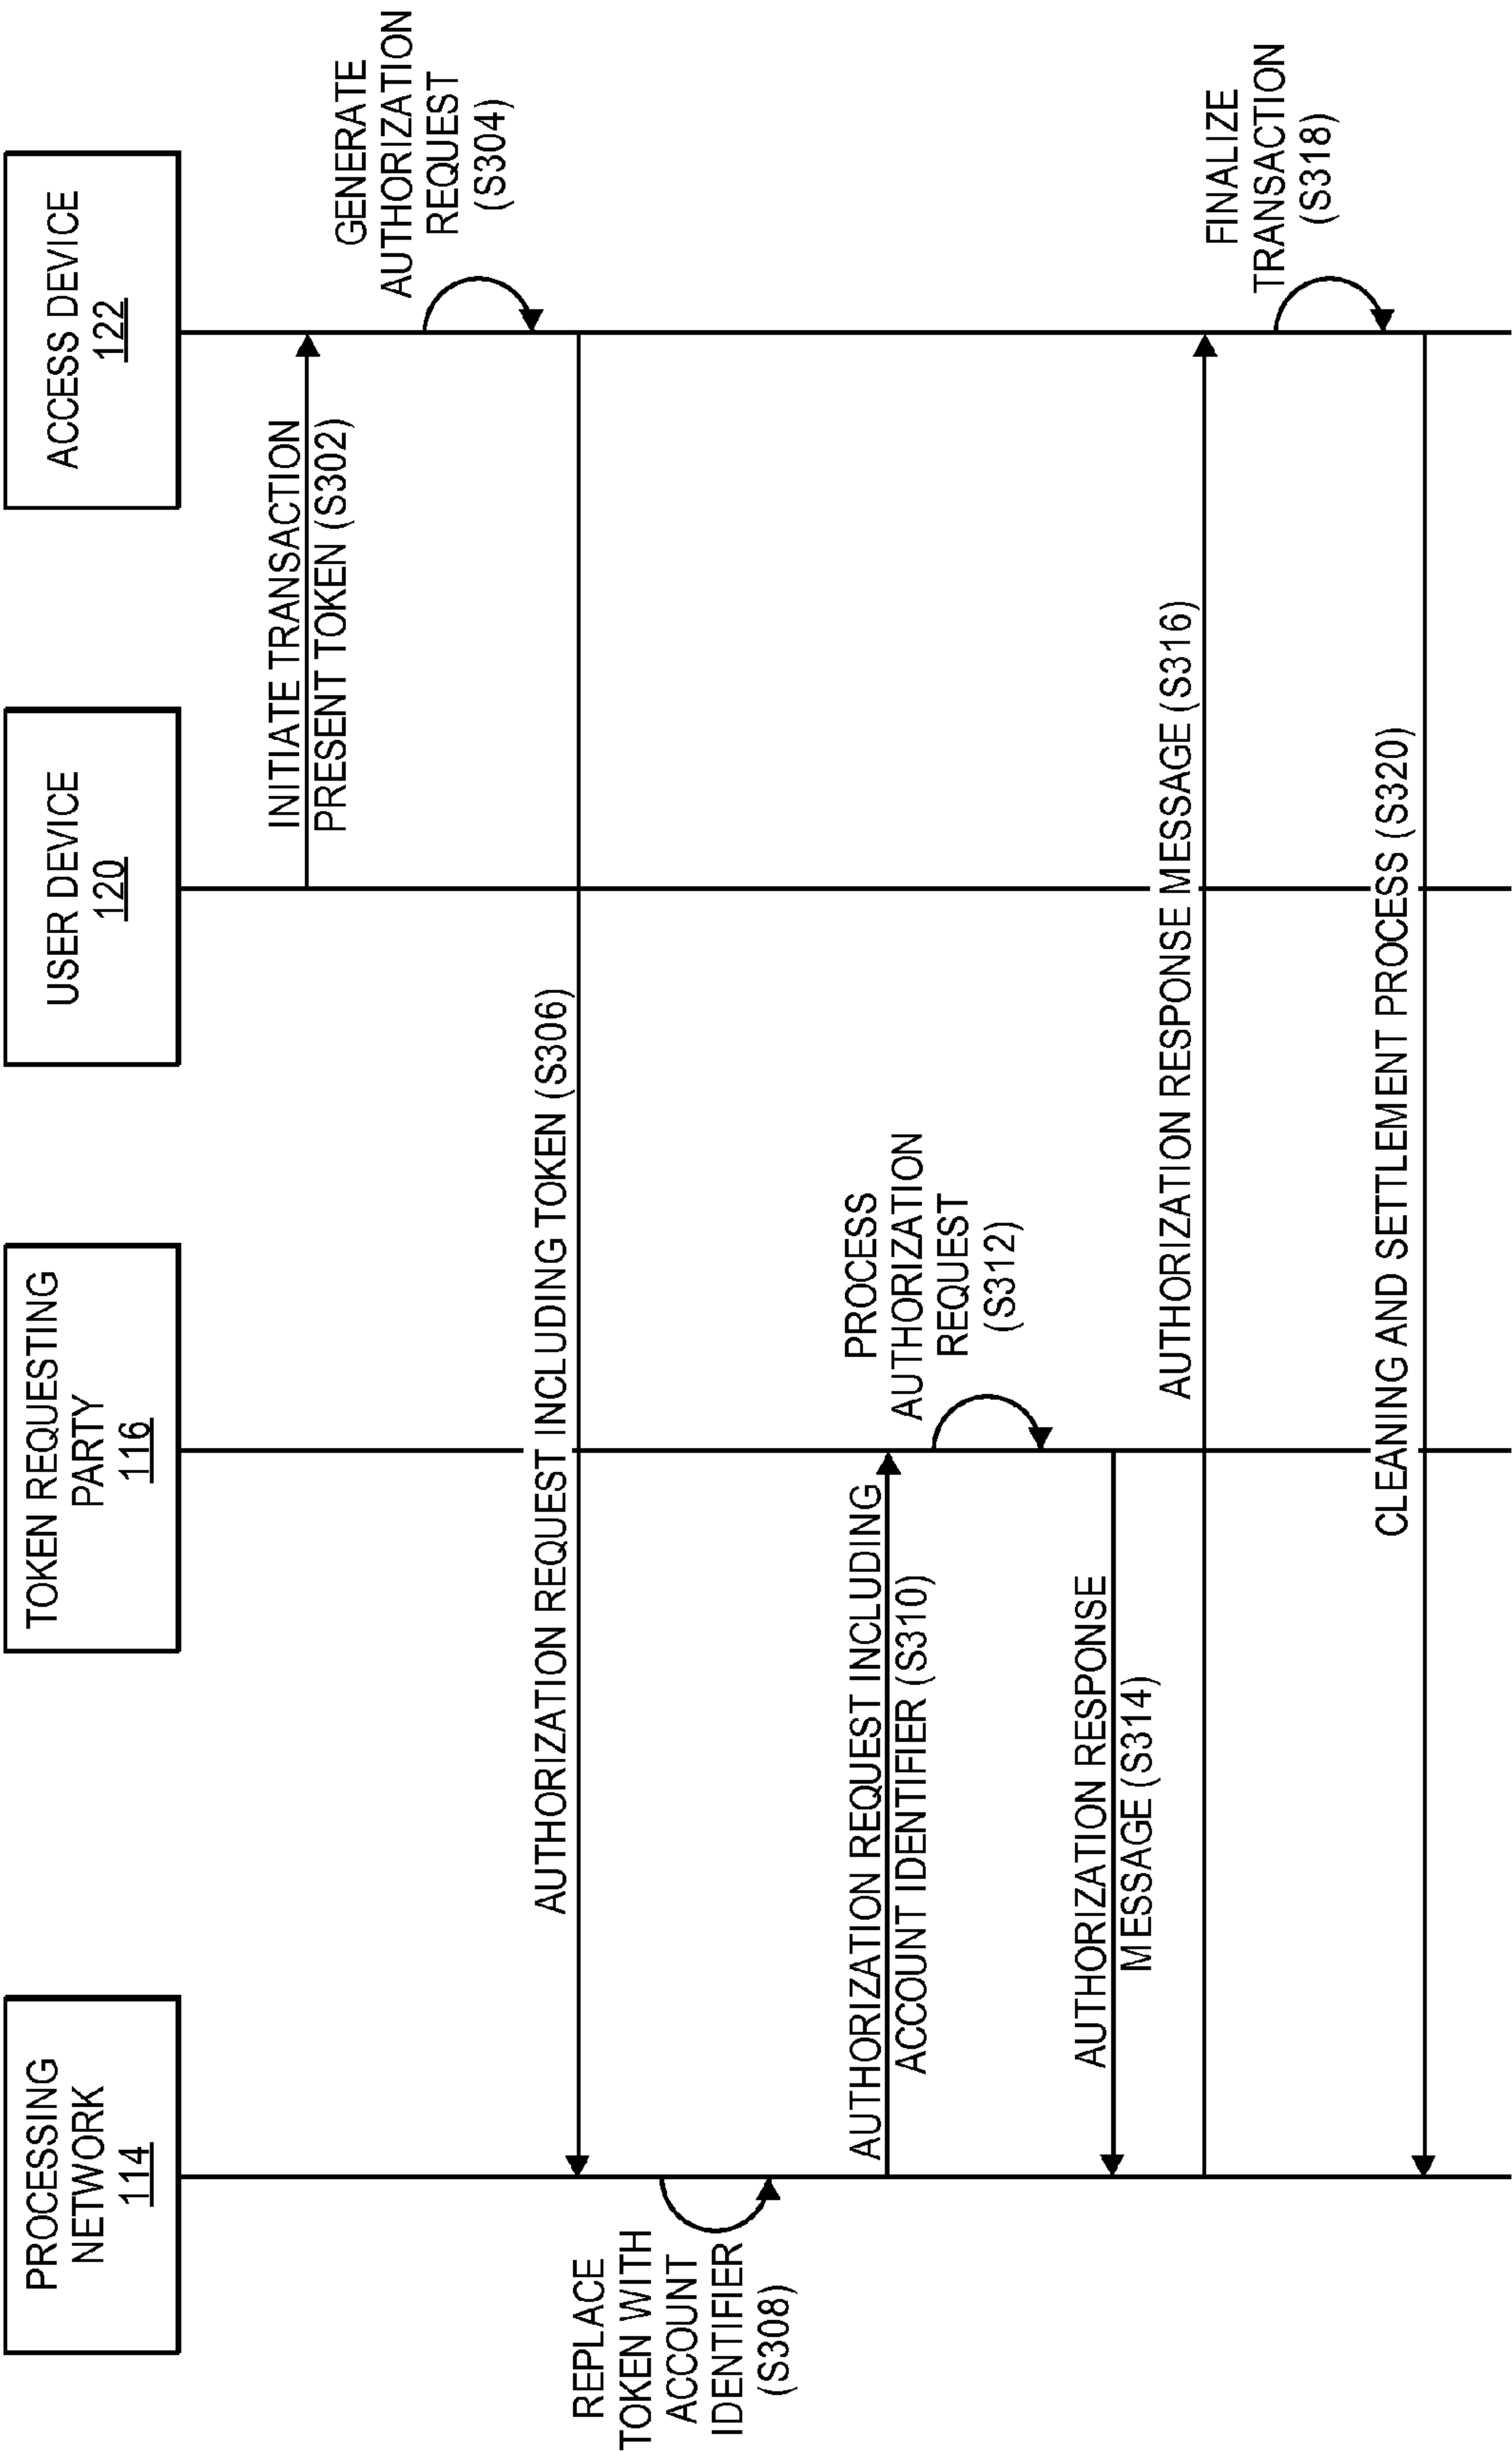 PROCESSING
NETWORK
114
TOKEN REQUESTING
PARTY
116
USER DEVICE
120
ACCESS DEVICE
122
INITIATE TRANSACTION
PRESENT TOKEN (S302)
GENERATE
AUTHORIZATION
REQUEST
(S304)
AUTHORIZATION REQUEST INCLUDING TOKEN (S306)
REPLACE
TOKEN WITH
ACCOUNT
IDENTIFIER
(S308)
AUTHORIZATION REQUEST INCLUDING
ACCOUNT IDENTIFIER (S310)
PROCESS
AUTHORIZATION
REQUEST
(S312)
AUTHORIZATION RESPONSE
MESSAGE (S314)
AUTHORIZATION RESPONSE MESSAGE (S316)
FINALIZE
TRANSACTION
(S318)
CLEANING AND SETTLEMENT PROCESS (S320)